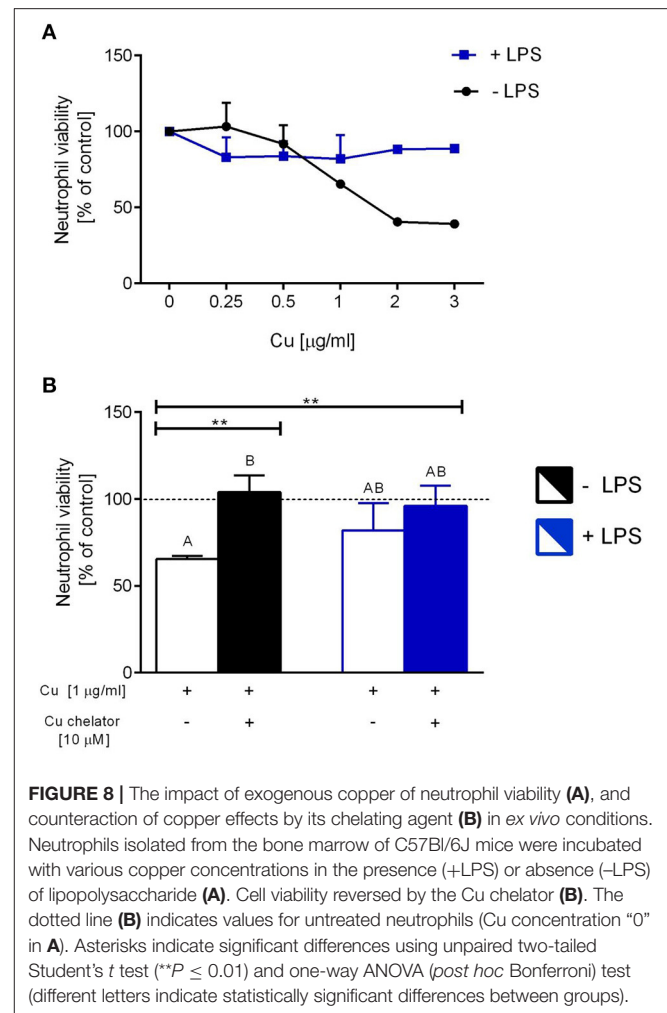 A
150
100
50
0
Neutrophil viability
[% of control]
0 0.25 0.5 1 2 3
Cu [μg/ml]
+ LPS
- LPS
B
**
**
150
100
50
0
Neutrophil viability
[% of control]
A B AB AB
- LPS
+ LPS
Cu [1 μg/ml] + + + +
Cu chelator - + - +
[10 μM]
FIGURE 8 | The impact of exogenous copper of neutrophil viability (A), and
counteraction of copper effects by its chelating agent (B) in ex vivo conditions.
Neutrophils isolated from the bone marrow of C57Bl/6J mice were incubated
with various copper concentrations in the presence (+LPS) or absence (–LPS)
of lipopolysaccharide (A). Cell viability reversed by the Cu chelator (B). The
dotted line (B) indicates values for untreated neutrophils (Cu concentration “0”
in A). Asterisks indicate significant differences using unpaired two-tailed
Student’s t test (**P ≤ 0.01) and one-way ANOVA (post hoc Bonferroni) test
(different letters indicate statistically significant differences between groups).